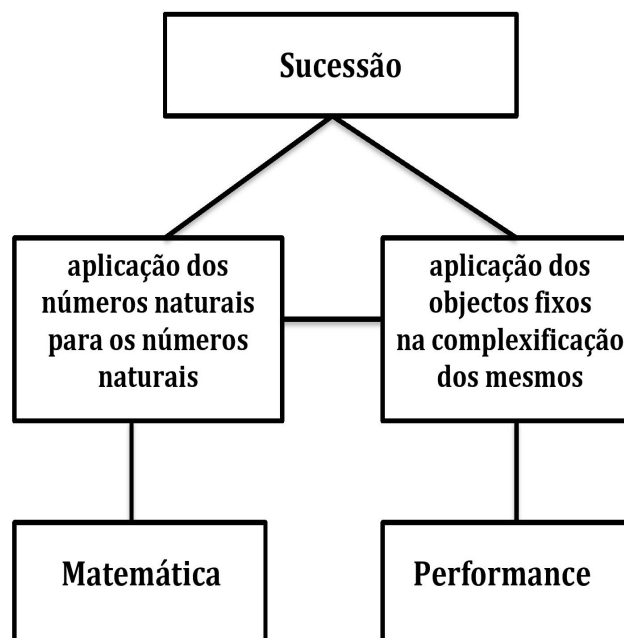 Sucessão
aplicação dos
números naturais
para os números
naturais
aplicação dos
objectos fixos
na complexificação
dos mesmos
Matemática
Performance